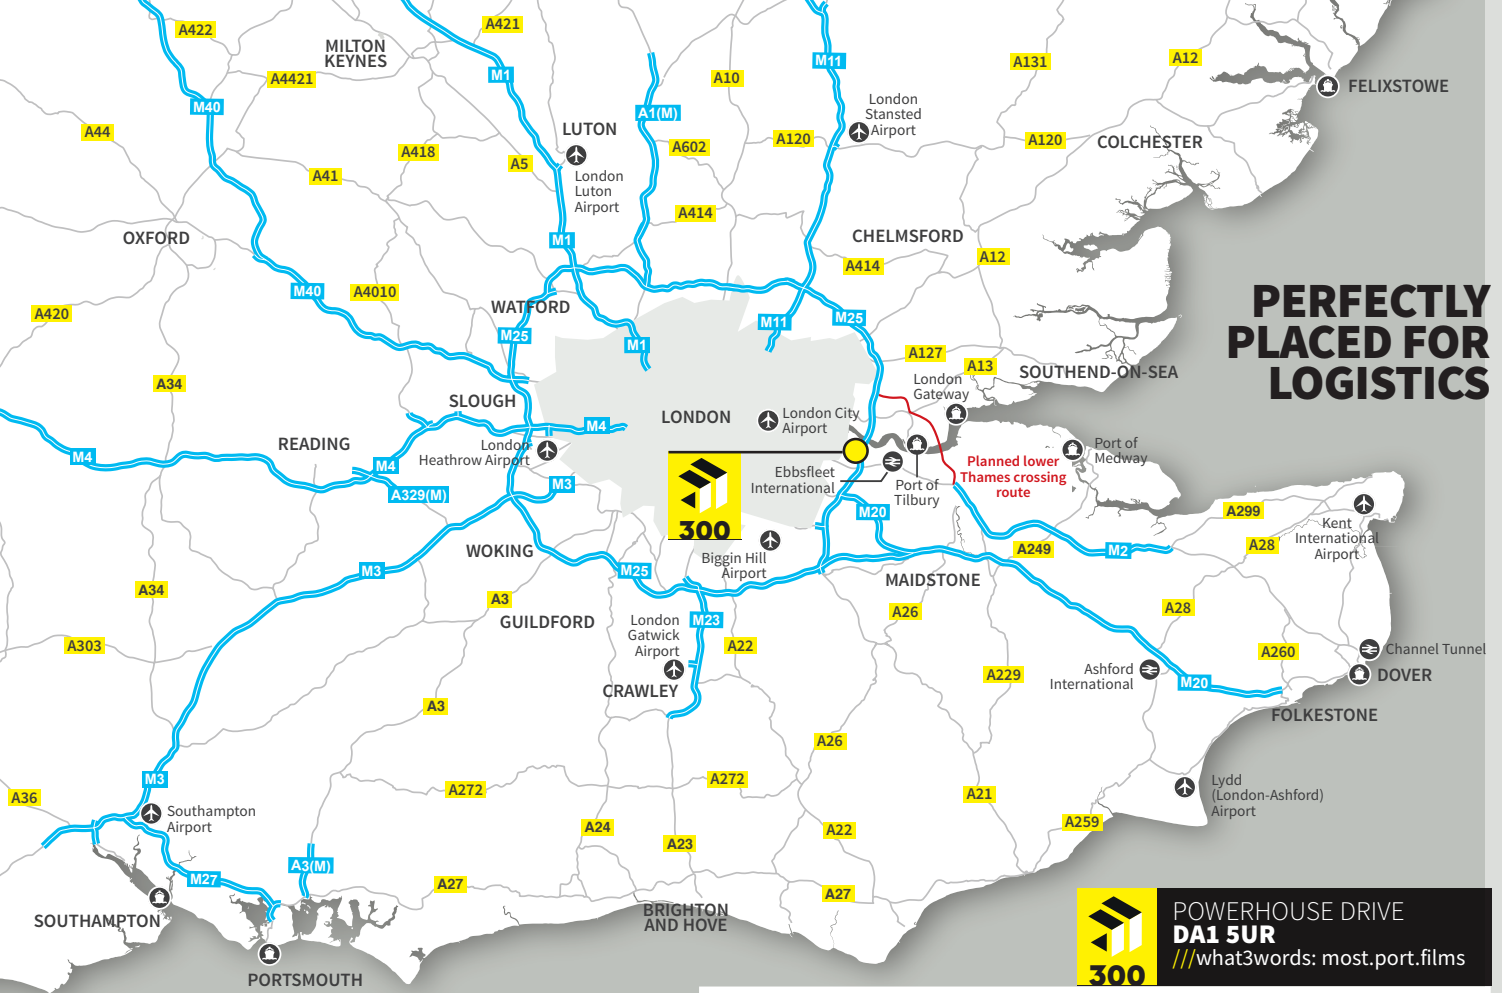 A422
A421
MILTON
KEYNES
A4421
M1
M40
A1(M)
A10
M11
A131
A12
FELIXSTOWE
London
Stansted
Airport
A44
LUTON
A602
A120
A120
COLCHESTER
A418
A5
A41
London
Luton
Airport
A414
OXFORD
M1
CHELMSFORD
A414
A12
M40
A4010
A420
WATFORD
M25
M11
M25
M1
PERFECTLY
PLACED FOR
LOGISTICS
A127
A13
SOUTHEND-ON-SEA
A34
SLOUGH
London
Gateway
LONDON
London City
Airport
M4
READING
London
Heathrow Airport
M4
M4
A329(M)
M3
Ebbsfleet
International
Port of
Tilbury
Planned lower
Thames crossing
route
Port of
Medway
300
M20
A299
Kent
International
Airport
A28
A249
M2
WOKING
Biggin Hill
Airport
M25
M3
MAIDSTONE
A34
A3
GUILDFORD
London
Gatwick
Airport
M23
A22
A26
A28
A303
A260
Channel Tunnel
DOVER
Ashford
International
A229
M20
CRAWLEY
FOLKESTONE
A3
A26
M3
A272
A272
A21
Lydd
(London-Ashford)
Airport
A36
Southampton
Airport
A24
A23
A22
A259
A3(M)
M27
A27
A27
SOUTHAMPTON
BRIGHTON
AND HOVE
PORTSMOUTH
300
POWERHOUSE DRIVE
DA1 5UR
///what3words: most.port.films